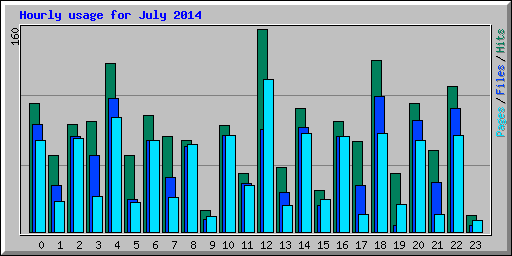 Hourly usage for July 2014
160
Pages / Files / Hits
0 1 2 3 4 5 6 7 8 9 10 11 12 13 14 15 16 17 18 19 20 21 22 23